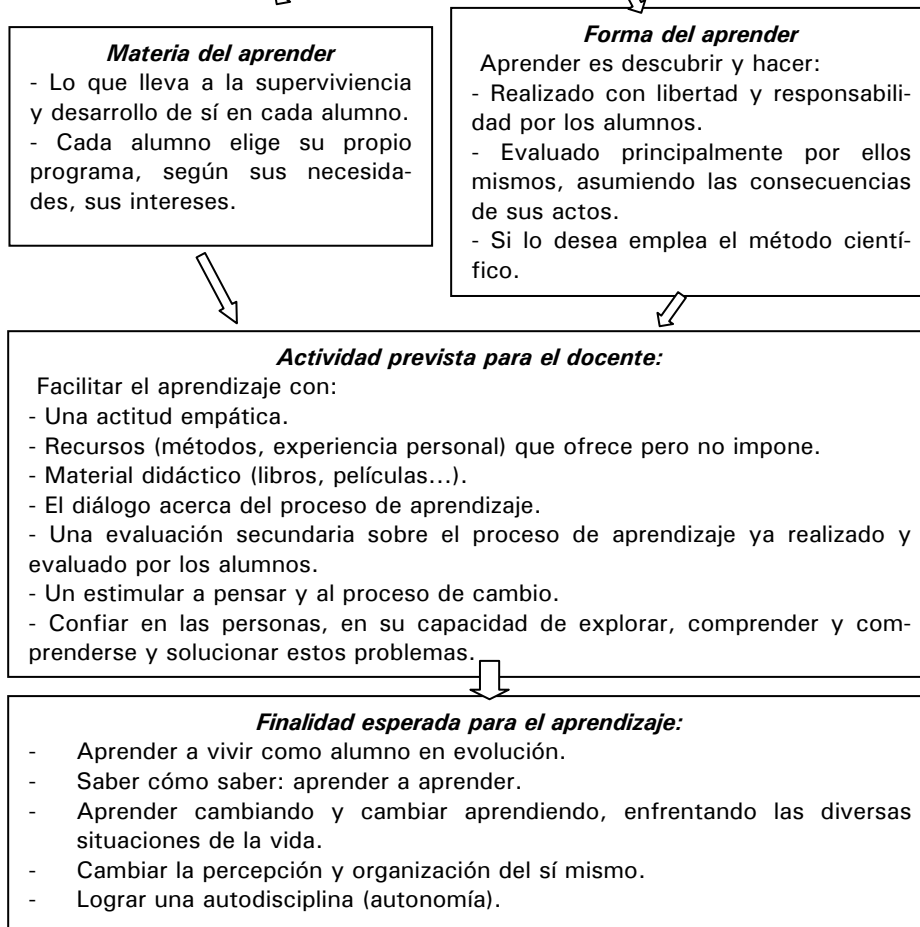 Materia del aprender
- Lo que lleva a la superviviencia
y desarrollo de sí en cada alumno.
- Cada alumno elige su propio
programa, según sus necesida-
des, sus intereses.
Forma del aprender
Aprender es descubrir y hacer:
- Realizado con libertad y responsabili-
dad por los alumnos.
- Evaluado principalmente por ellos
mismos, asumiendo las consecuencias
de sus actos.
- Si lo desea emplea el método cientí-
fico.
Actividad prevista para el docente:
Facilitar el aprendizaje con:
- Una actitud empática.
- Recursos (métodos, experiencia personal) que ofrece pero no impone.
- Material didáctico (libros, películas...).
- El diálogo acerca del proceso de aprendizaje.
- Una evaluación secundaria sobre el proceso de aprendizaje ya realizado y
evaluado por los alumnos.
- Un estimular a pensar y al proceso de cambio.
- Confiar en las personas, en su capacidad de explorar, comprender y com-
prenderse y solucionar estos problemas.
Finalidad esperada para el aprendizaje:
- Aprender a vivir como alumno en evolución.
- Saber cómo saber: aprender a aprender.
- Aprender cambiando y cambiar aprendiendo, enfrentando las diversas
situaciones de la vida.
- Cambiar la percepción y organización del sí mismo.
- Lograr una autodisciplina (autonomía).